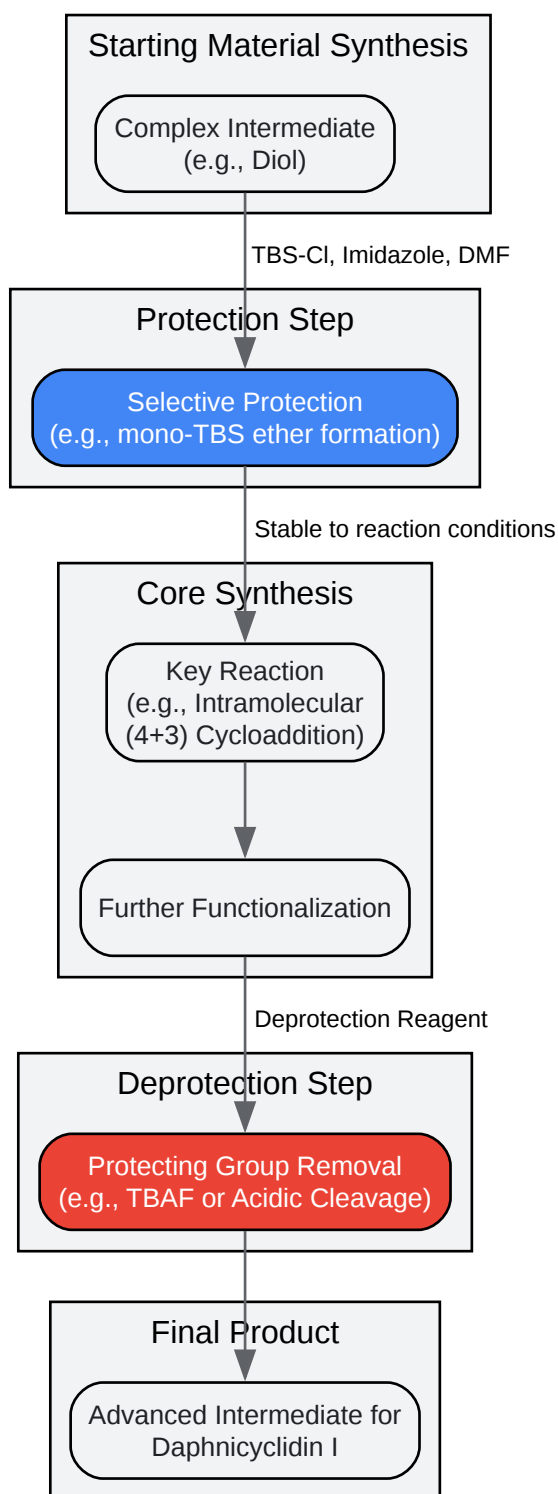 Starting Material Synthesis
Complex Intermediate
(e.g., Diol)
TBS-Cl, Imidazole, DMF
Protection Step
Selective Protection
(e.g., mono-TBS ether formation)
Stable to reaction conditions
Core Synthesis
Key Reaction
(e.g., Intramolecular
(4+3) Cycloaddition)
Further Functionalization
Deprotection Reagent
Deprotection Step
Protecting Group Removal
(e.g., TBAF or Acidic Cleavage)
Final Product
Advanced Intermediate for
Daphnicyclidin I